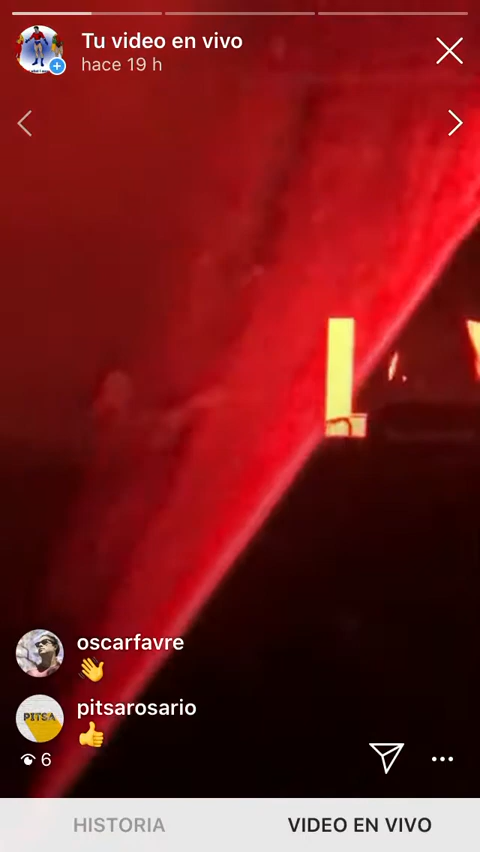 Tu video en vivo
hace 19 h
oscarfavre
👋
PITSA
pitsarosario
👍
6
HISTORIA
VIDEO EN VIVO